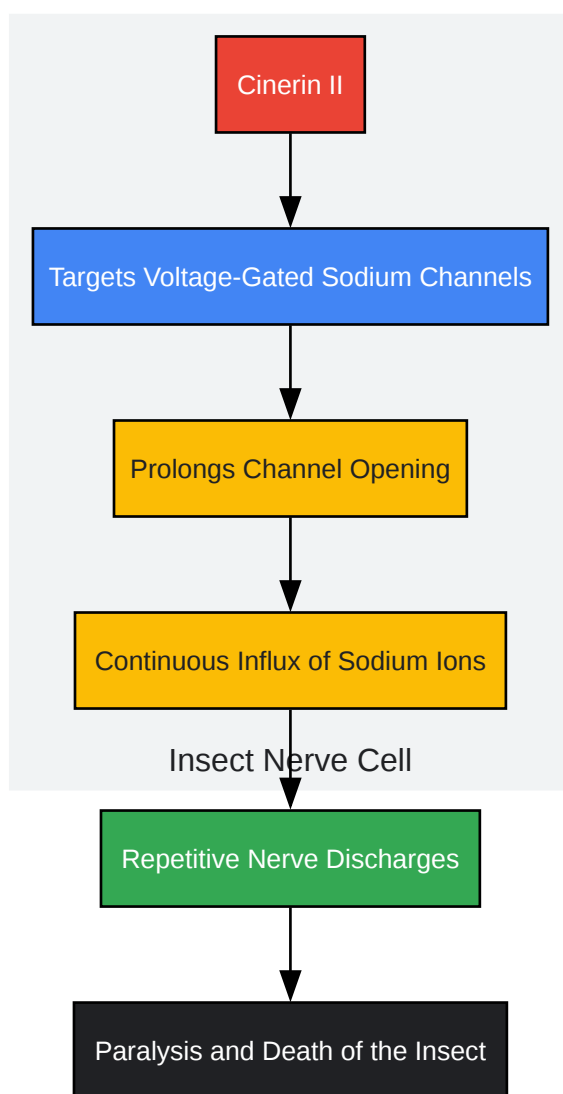 Cinerin II
Targets Voltage-Gated Sodium Channels
Prolongs Channel Opening
Continuous Influx of Sodium Ions
Insect Nerve Cell
Repetitive Nerve Discharges
Paralysis and Death of the Insect